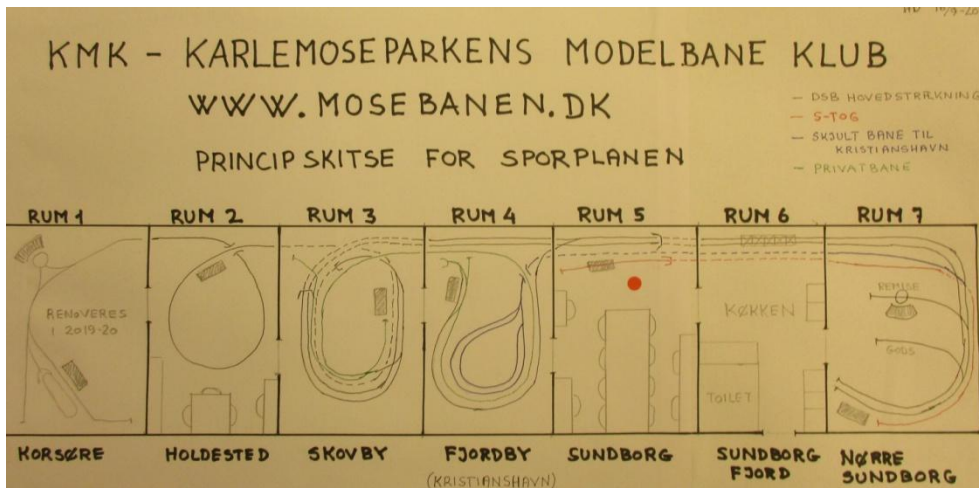 KMK - KARLEMOSEPARKENS MODELBANE KLUB
WWW.MOSEBANEN.DK
PRINCIPSKITSE FOR SPORPLANEN
- DSB HOVEDSTRÆKNING
- S-TOG
- SKJULT BANE TIL
KRISTIANSHAVN
- PRIVATBANE
RUM 1 RUM 2 RUM 3 RUM 4 RUM 5 RUM 6 RUM 7
RENOVERES
I 2019-20
KØKKEN
TOILET
REMISE
GODS
KORSØRE HOLDESTED SKOVBY FJORDBY SUNDBORG SUNDBORG FJORD NØRRE SUNDBORG
(KRISTIANSHAVN)